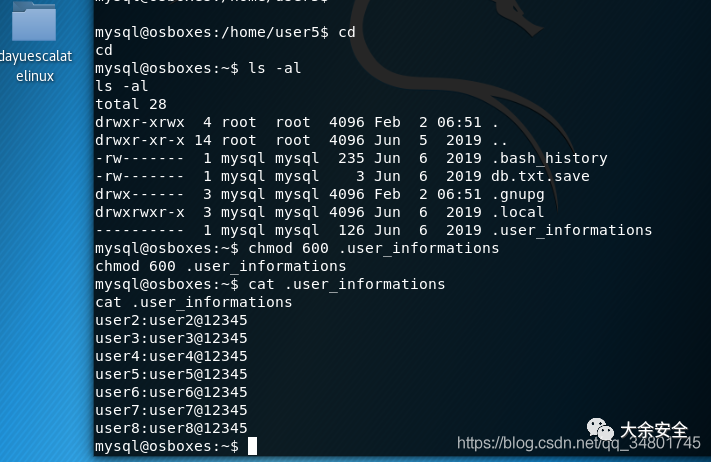 dayuescalat
elinux
mysql@osboxes:/home/user5$ cd
cd
mysql@osboxes:~$ ls -al
ls -al
total 28
drwxr-xrwx  4 root  root  4096 Feb  2 06:51 .
drwxr-xr-x 14 root  root  4096 Jun  5  2019 ..
-rw-------  1 mysql mysql  235 Jun  6  2019 .bash_history
-rw-------  1 mysql mysql    3 Jun  6  2019 db.txt.save
drwx------  3 mysql mysql 4096 Feb  2 06:51 .gnupg
drwxrwxr-x  3 mysql mysql 4096 Jun  6  2019 .local
----------  1 mysql mysql  126 Jun  6  2019 .user_informations
mysql@osboxes:~$ chmod 600 .user_informations
chmod 600 .user_informations
mysql@osboxes:~$ cat .user_informations
cat .user_informations
user2:user2@12345
user3:user3@12345
user4:user4@12345
user5:user5@12345
user6:user6@12345
user7:user7@12345
user8:user8@12345
mysql@osboxes:~$
大余安全
https://blog.csdn.net/qq_34801745